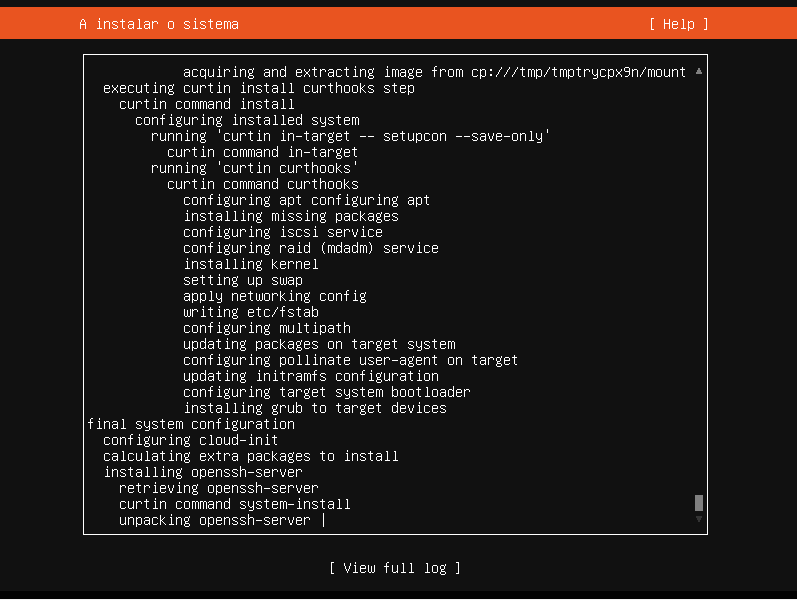 A instalar o sistema [ Help ]
acquiring and extracting image from cp:///tmp/tmptrycpx9n/mount ▲
executing curtin install curthooks step
curtin command install
configuring installed system
running 'curtin in-target -- setupcon --save-only'
curtin command in-target
running 'curtin curthooks'
curtin command curthooks
configuring apt configuring apt
installing missing packages
configuring iscsi service
configuring raid (mdadm) service
installing kernel
setting up swap
apply networking config
writing etc/fstab
configuring multipath
updating packages on target system
configuring pollinate user-agent on target
updating initramfs configuration
configuring target system bootloader
installing grub to target devices
final system configuration
configuring cloud-init
calculating extra packages to install
installing openssh-server
retrieving openssh-server
curtin command system-install
unpacking openssh-server |
[ View full log ]